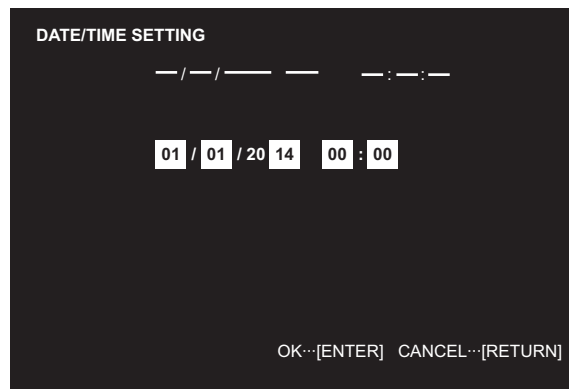 DATE/TIME SETTING
—/—/—— — —:—:—
01 / 01 / 20 14 00 : 00
OK···[ENTER] CANCEL···[RETURN]